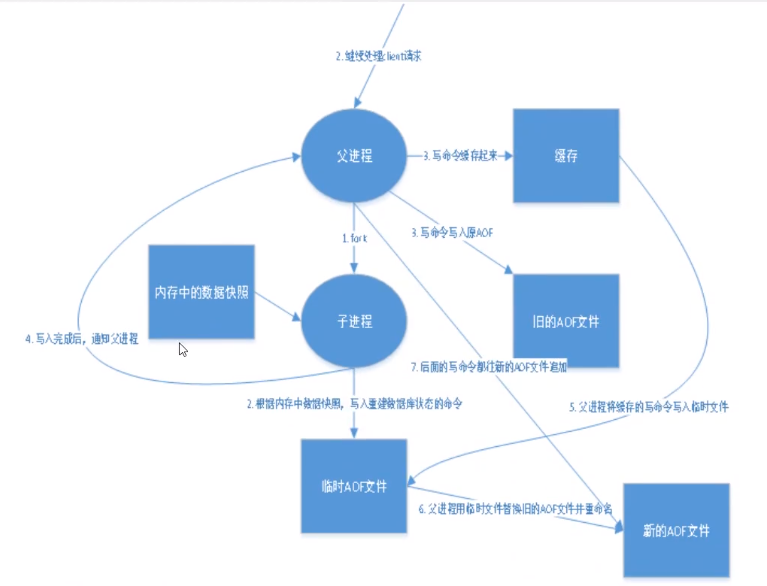 2. 继续处理client请求
父进程
3. 写命令缓存起来
缓存
1. fork
3. 写命令写入原AOF
内存中的数据快照
子进程
旧的AOF文件
4. 写入完成后，通知父进程
7. 后面的写命令都往新的AOF文件追加
2. 根据内存中数据快照，写入重建数据库状态的命令
5. 父进程将缓存的写命令写入临时文件
临时AOF文件
6. 父进程用临时文件替换旧的AOF文件并重命名
新的AOF文件